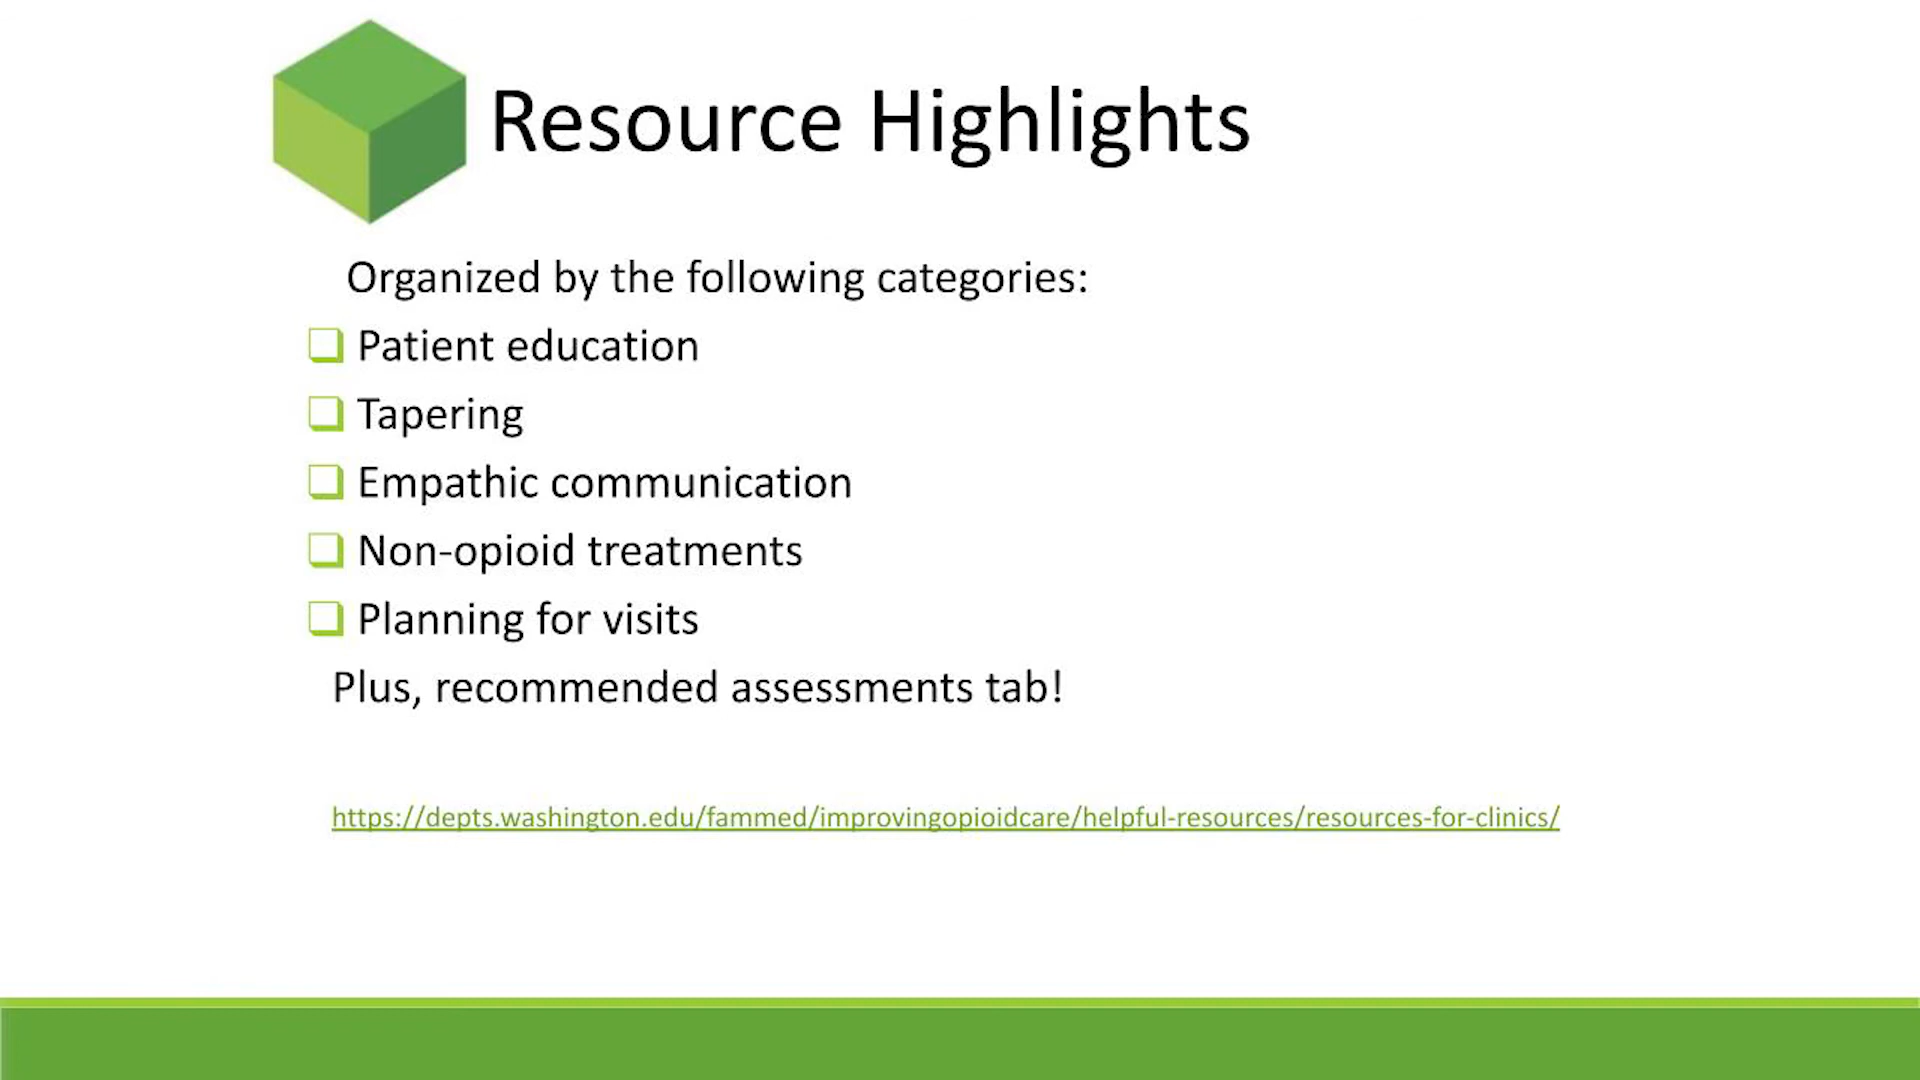 Resource Highlights
Organized by the following categories:
Patient education
Tapering
Empathic communication
Non-opioid treatments
Planning for visits
Plus, recommended assessments tab!
https://depts.washington.edu/fammed/improvingopioidcare/helpful-resources/resources-for-clinics/